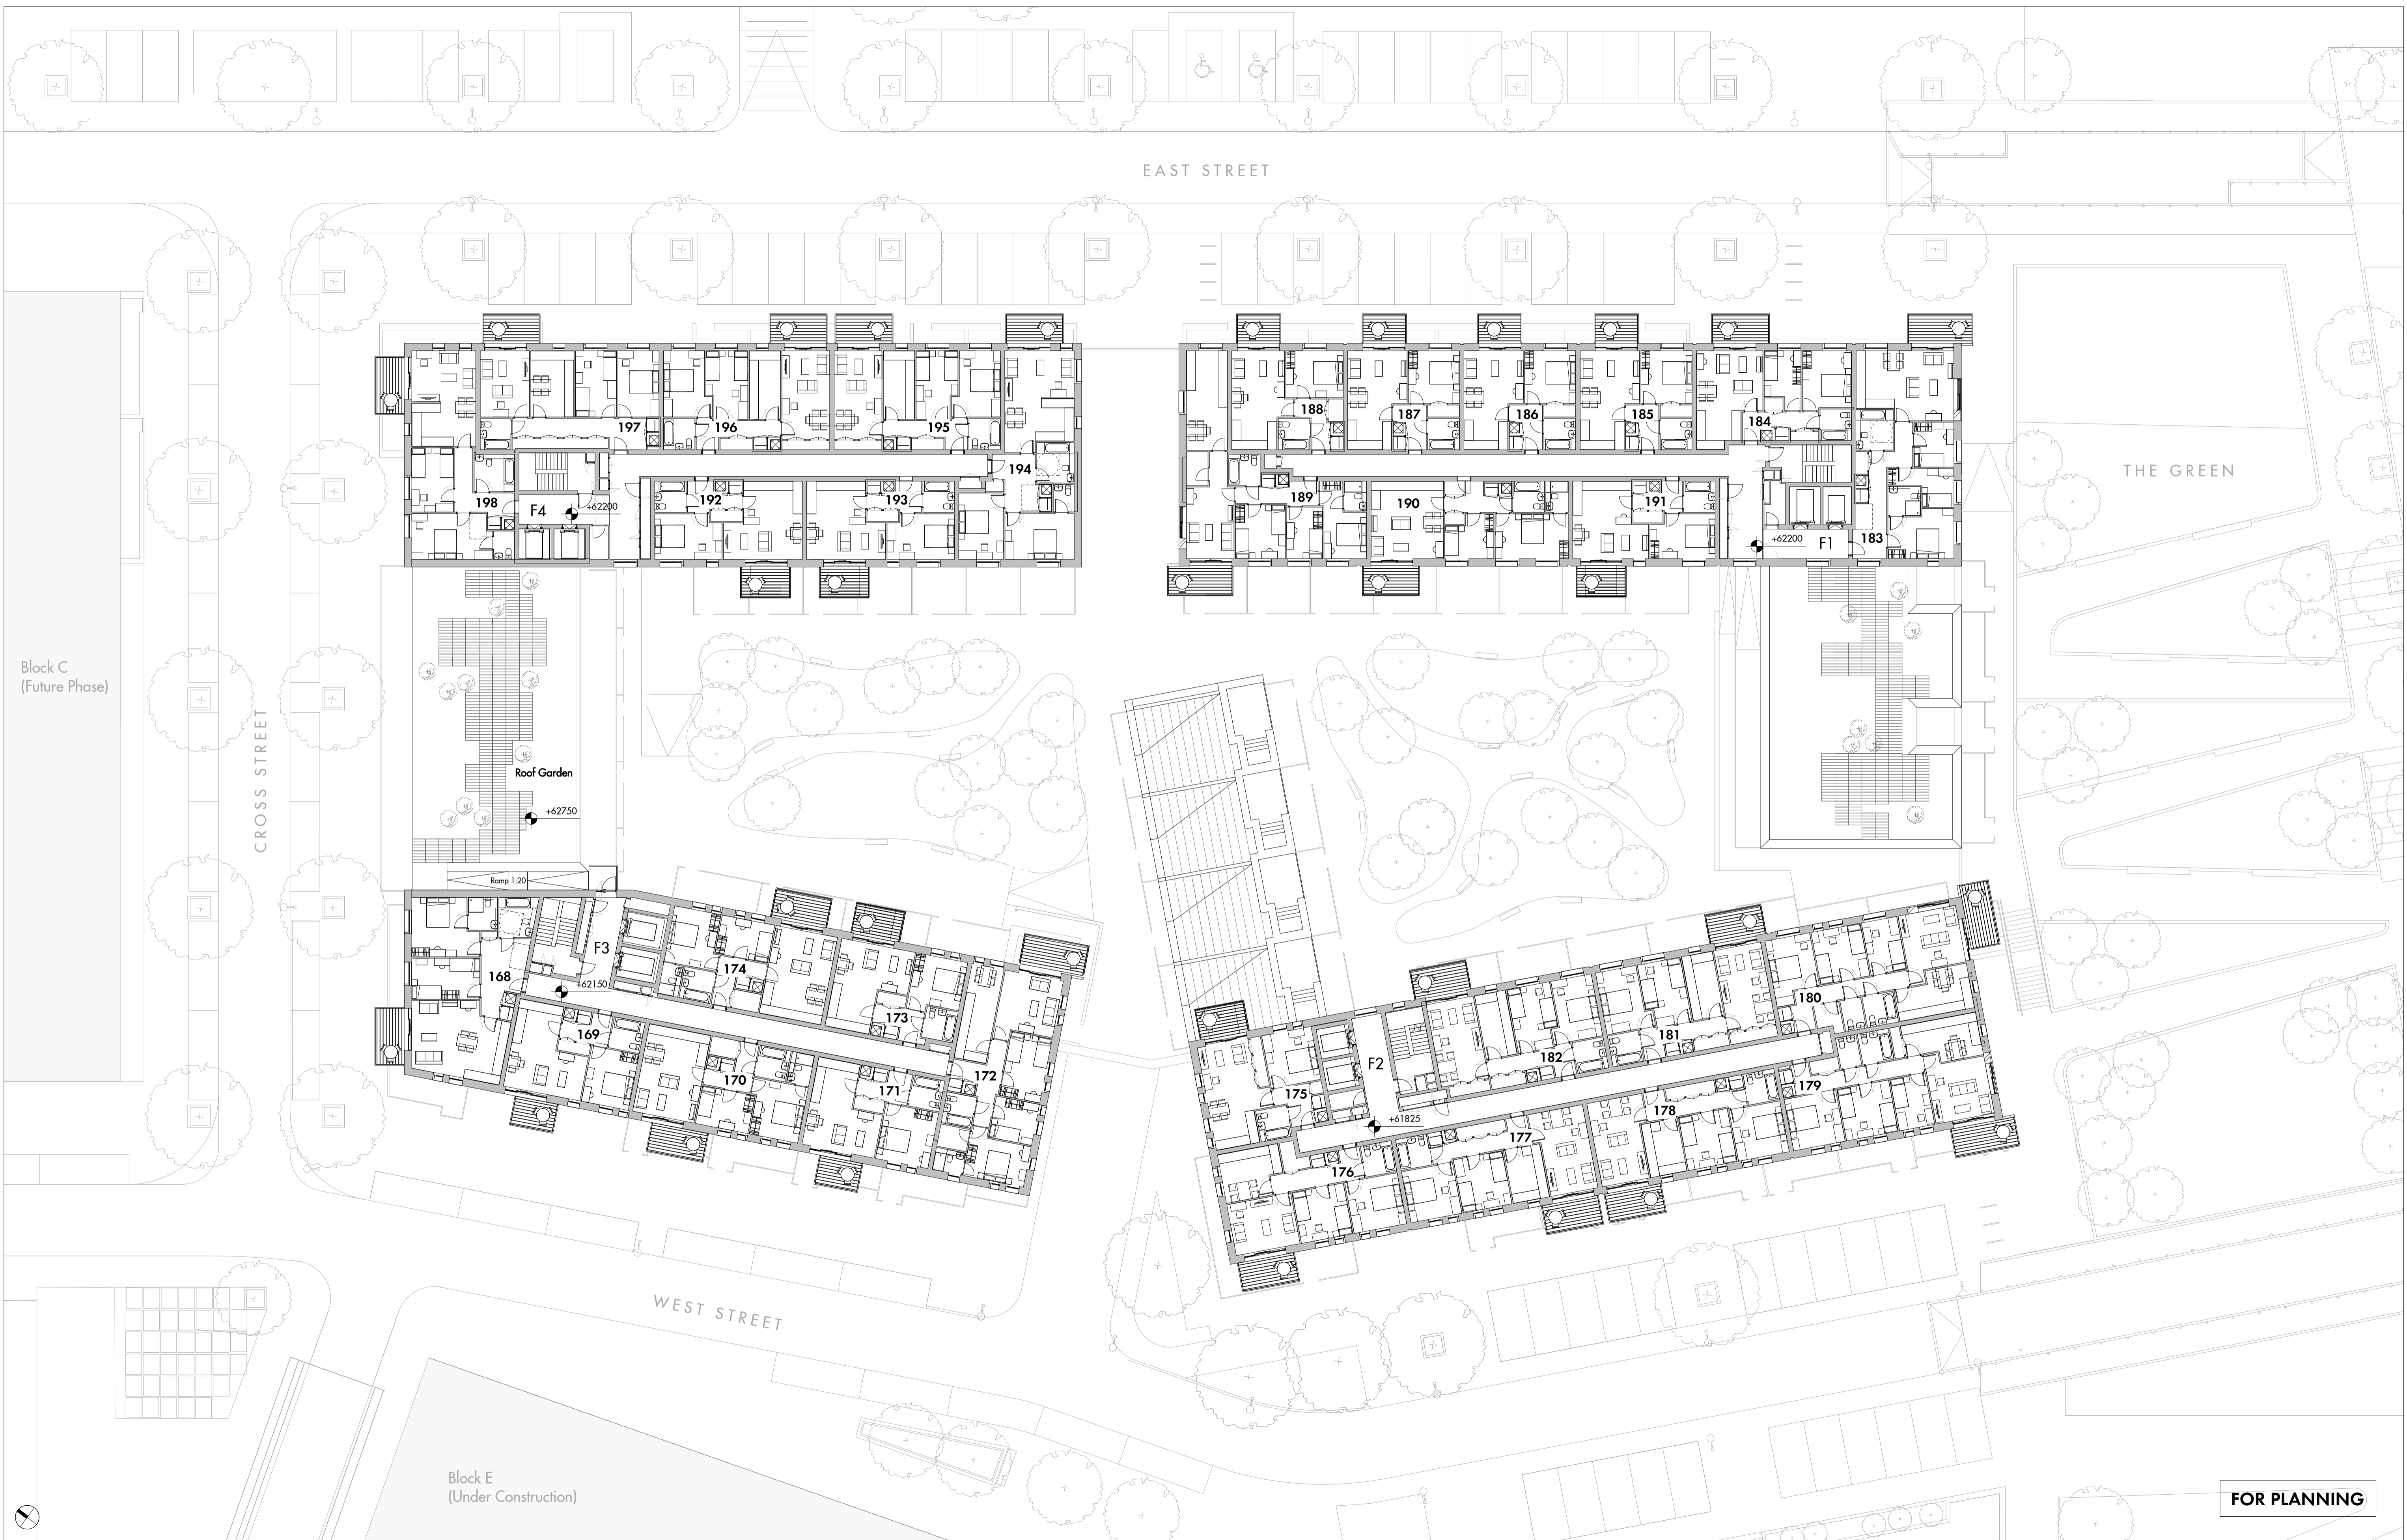 EAST STREET
197
196
195
188
187
186
185
184
THE GREEN
194
198
F4
+62200
192
193
189
190
191
+62200
F1
183
Block C
(Future Phase)
CROSS STREET
Roof Garden
+62750
Ramp 1:20
F3
168
174
+62150
173
169
170
171
172
180
181
182
F2
175
179
178
+61825
177
176
WEST STREET
Block E
(Under Construction)
FOR PLANNING